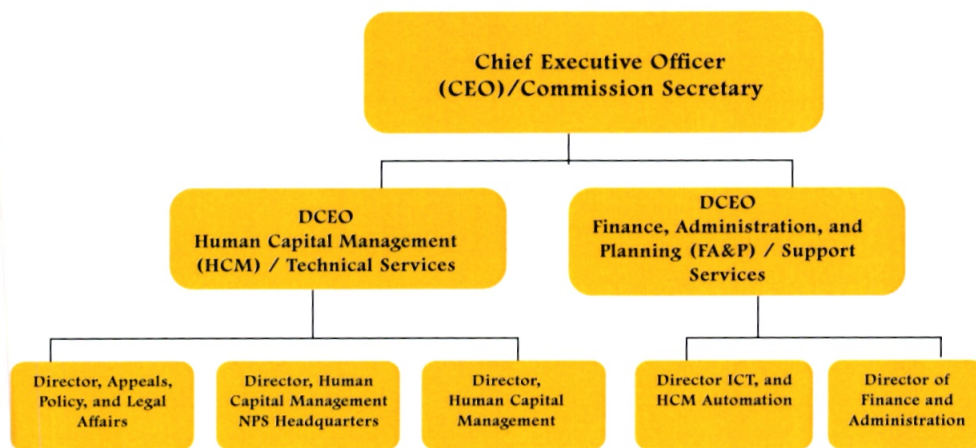 Chief Executive Officer
(CEO)/Commission Secretary
DCEO
Human Capital Management
(HCM) / Technical Services
DCEO
Finance, Administration, and
Planning (FA&P) / Support
Services
Director, Appeals,
Policy, and Legal
Affairs
Director, Human
Capital Management
NPS Headquarters
Director,
Human Capital
Management
Director ICT, and
HCM Automation
Director of
Finance and
Administration